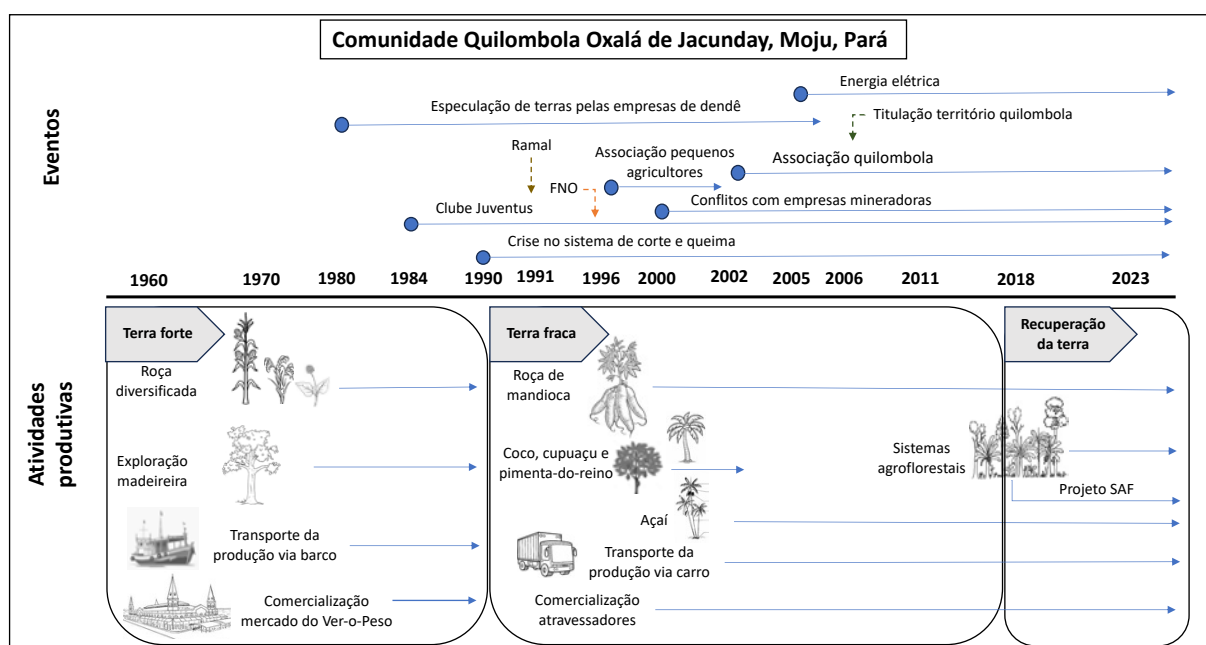 Comunidade Quilombola Oxalá de Jacunday, Moju, Pará
Eventos
Energia elétrica
Especulação de terras pelas empresas de dendê
Titulação território quilombola
Ramal
Associação pequenos
agricultores
Associação quilombola
FNO
Conflitos com empresas mineradoras
Clube Juventus
Crise no sistema de corte e queima
1960 1970 1980 1984 1990 1991 1996 2000 2002 2005 2006 2011 2018 2023
Atividades
produtivas
Terra forte
Roça
diversificada
Exploração
madeireira
Transporte da
produção via barco
Comercialização
mercado do Ver-o-Peso
Terra fraca
Roça de
mandioca
Coco, cupuaçu e
pimenta-do-reino
Açaí
Transporte da
produção via carro
Comercialização
atravessadores
Recuperação
da terra
Sistemas
agroflorestais
Projeto SAF